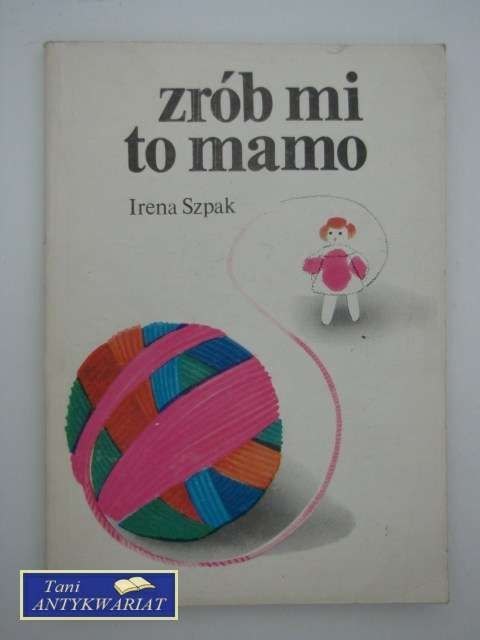 zrób mi
to mamo
Irena Szpak
Tani
ANTYKWARIAT